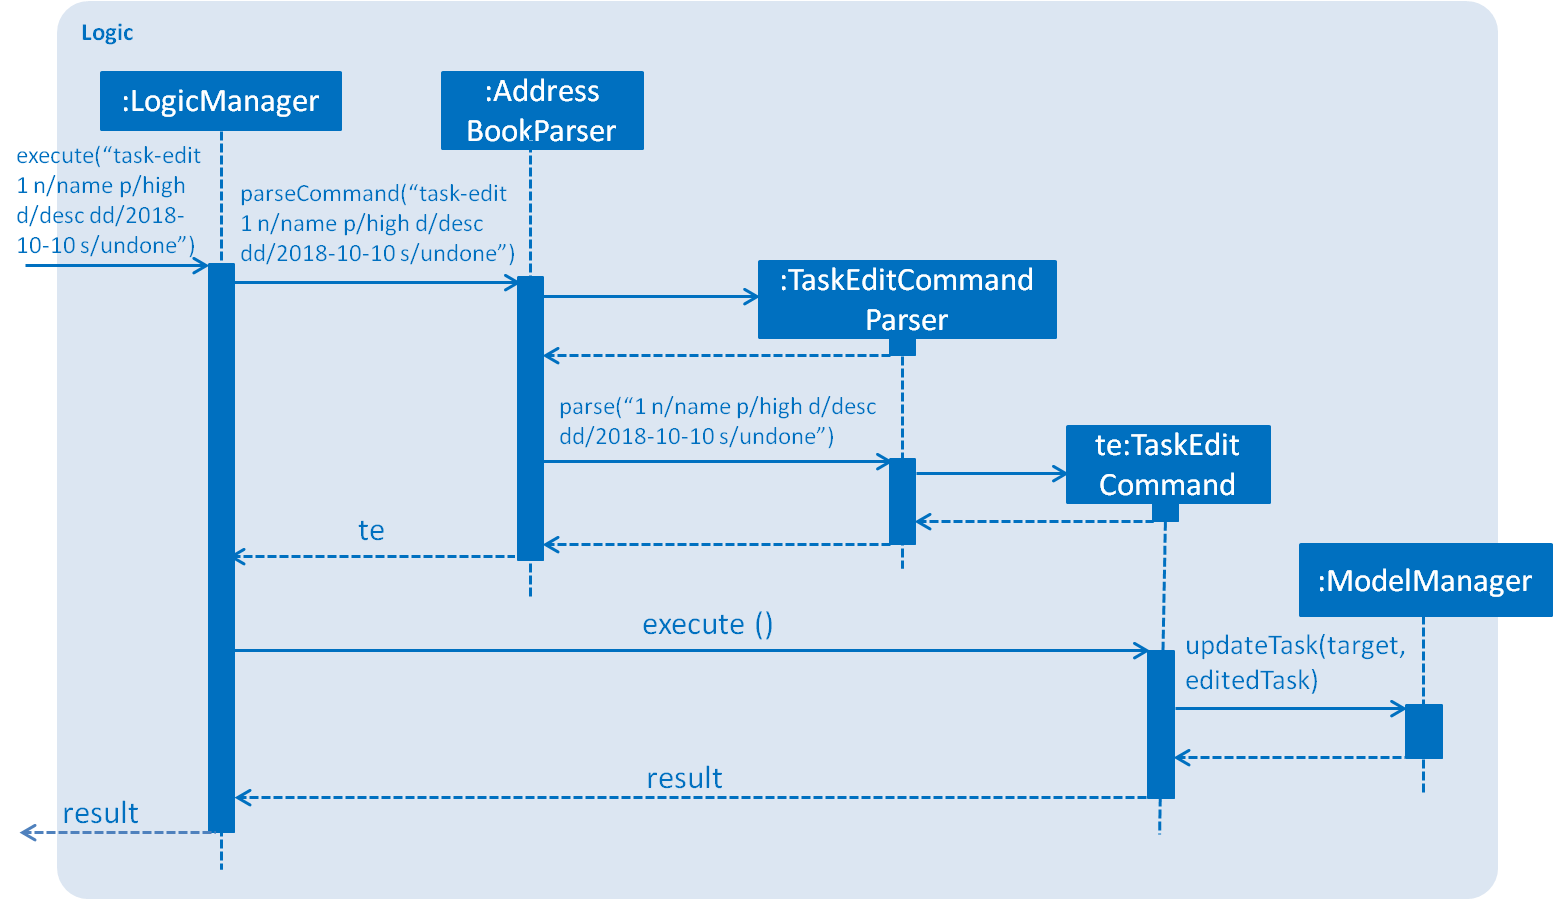 Logic
:LogicManager
:Address
BookParser
execute(“task-edit
1 n/name p/high
d/desc dd/2018-
10-10 s/undone”)
parseCommand(“task-edit
1 n/name p/high d/desc
dd/2018-10-10 s/undone”)
:TaskEditCommand
Parser
parse(“1 n/name p/high d/desc
dd/2018-10-10 s/undone”)
te:TaskEdit
Command
te
:ModelManager
execute ()
updateTask(target,
editedTask)
result
result